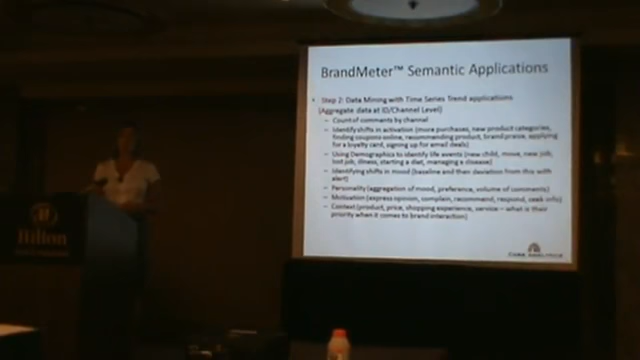 BrandMeter™ Semantic Applications
• Step 2: Data Mining with Time Series Trend applications
(Aggregate data at ID/Channel Level)
– Count of comments by channel
– Identify shifts in activation (more purchases, new product categories,
finding coupons online, recommending product, brand praise, applying
for a loyalty card, signing up for email deals)
– Using Demographics to identify life events (new child, move, new job,
lost job, illness, starting a diet, managing a disease)
– Identifying shifts in mood (baseline and then deviation from this with
alert)
– Personality (aggregation of mood, preference, volume of comments)
– Motivation (express opinion, complain, recommend, respond, seek info)
– Context (product, price, shopping experience, service – what is their
priority when it comes to brand interaction)
Hilton